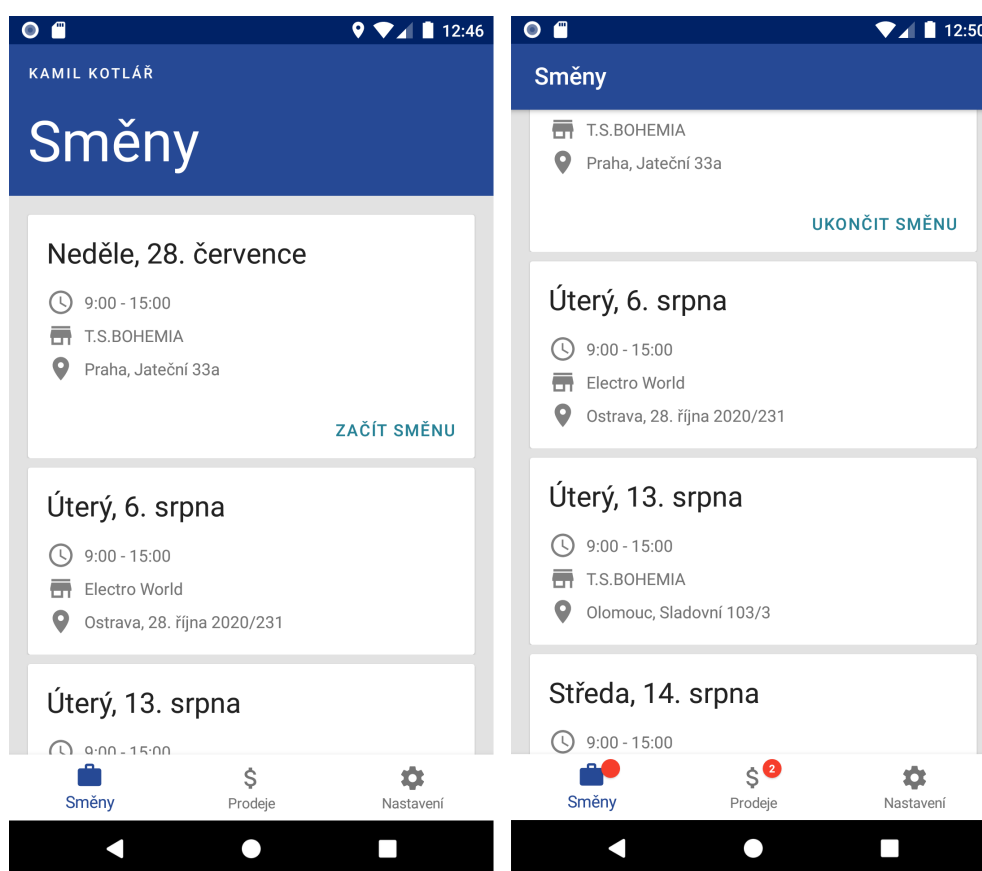 12:46
KAMIL KOTLÁŘ
Směny
Neděle, 28. července
9:00 - 15:00
T.S.BOHEMIA
Praha, Jateční 33a
ZAČÍT SMĚNU
Úterý, 6. srpna
9:00 - 15:00
Electro World
Ostrava, 28. října 2020/231
Úterý, 13. srpna
9:00 - 15:00
Směny
Prodeje
Nastavení
12:50
Směny
T.S.BOHEMIA
Praha, Jateční 33a
UKONČIT SMĚNU
Úterý, 6. srpna
9:00 - 15:00
Electro World
Ostrava, 28. října 2020/231
Úterý, 13. srpna
9:00 - 15:00
T.S.BOHEMIA
Olomouc, Sladovní 103/3
Středa, 14. srpna
9:00 - 15:00
2
Směny
Prodeje
Nastavení